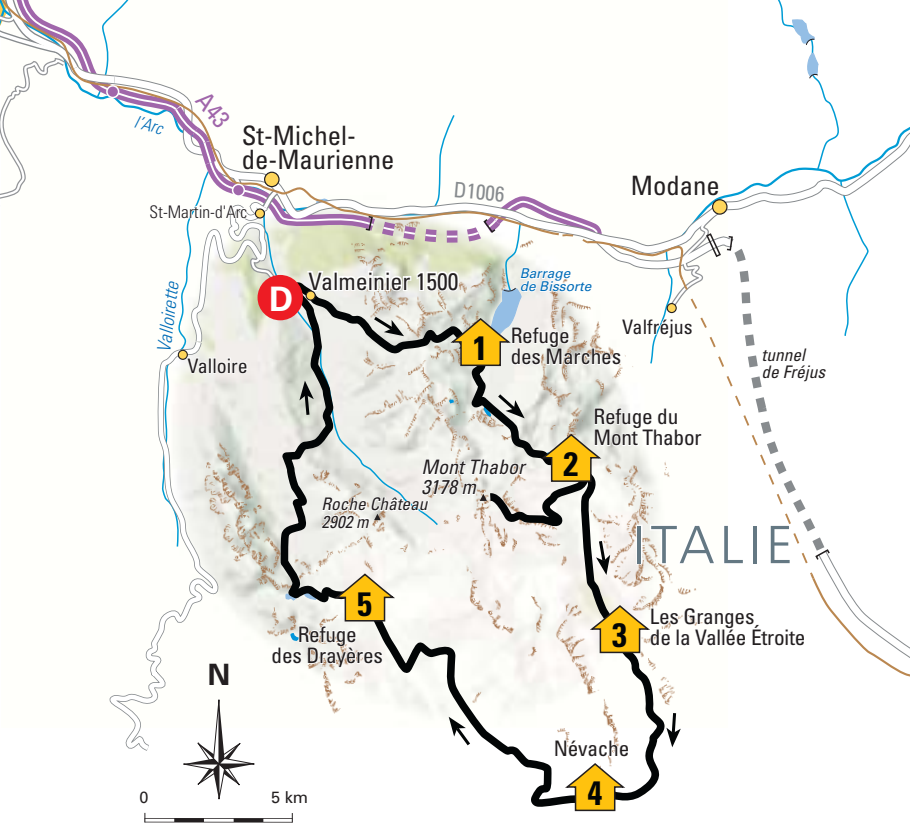 A43
l'Arc
St-Michel-
de-Maurienne
D1006
Modane
St-Martin-d'Arc
D
Valmeinier 1500
Barrage
de Bissorte
Valloirette
Valloire
1
Refuge
des Marches
Valfréjus
tunnel
de Fréjus
Refuge du
Mont Thabor
2
Mont Thabor
3178 m
Roche Château
2902 m
ITALIE
5
Refuge
des Drayères
3
Les Granges
de la Vallée Étroite
N
Névache
4
0
5 km